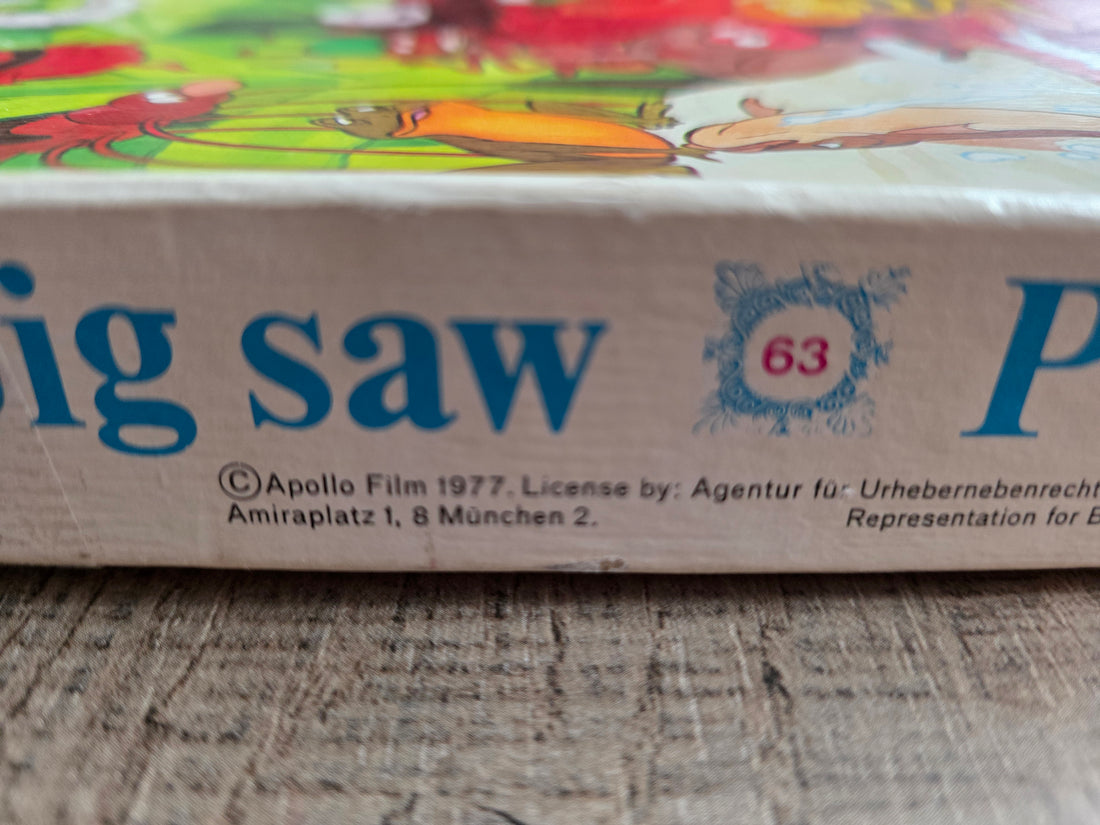 ig saw 63 P
©Apollo Film 1977. License by: Agentur für Urhebernebenrecht
Amiraplatz 1, 8 München 2. Representation for